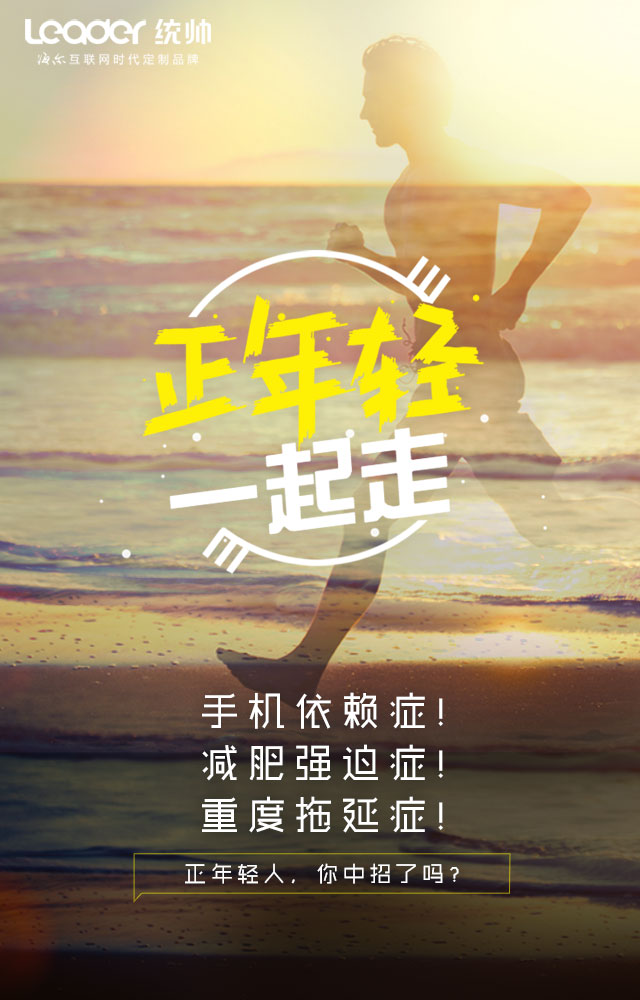 Leader 统帅
海尔互联网时代定制品牌
正年轻
一起走
手机依赖症!
减肥强迫症!
重度拖延症!
正年轻人，你中招了吗?